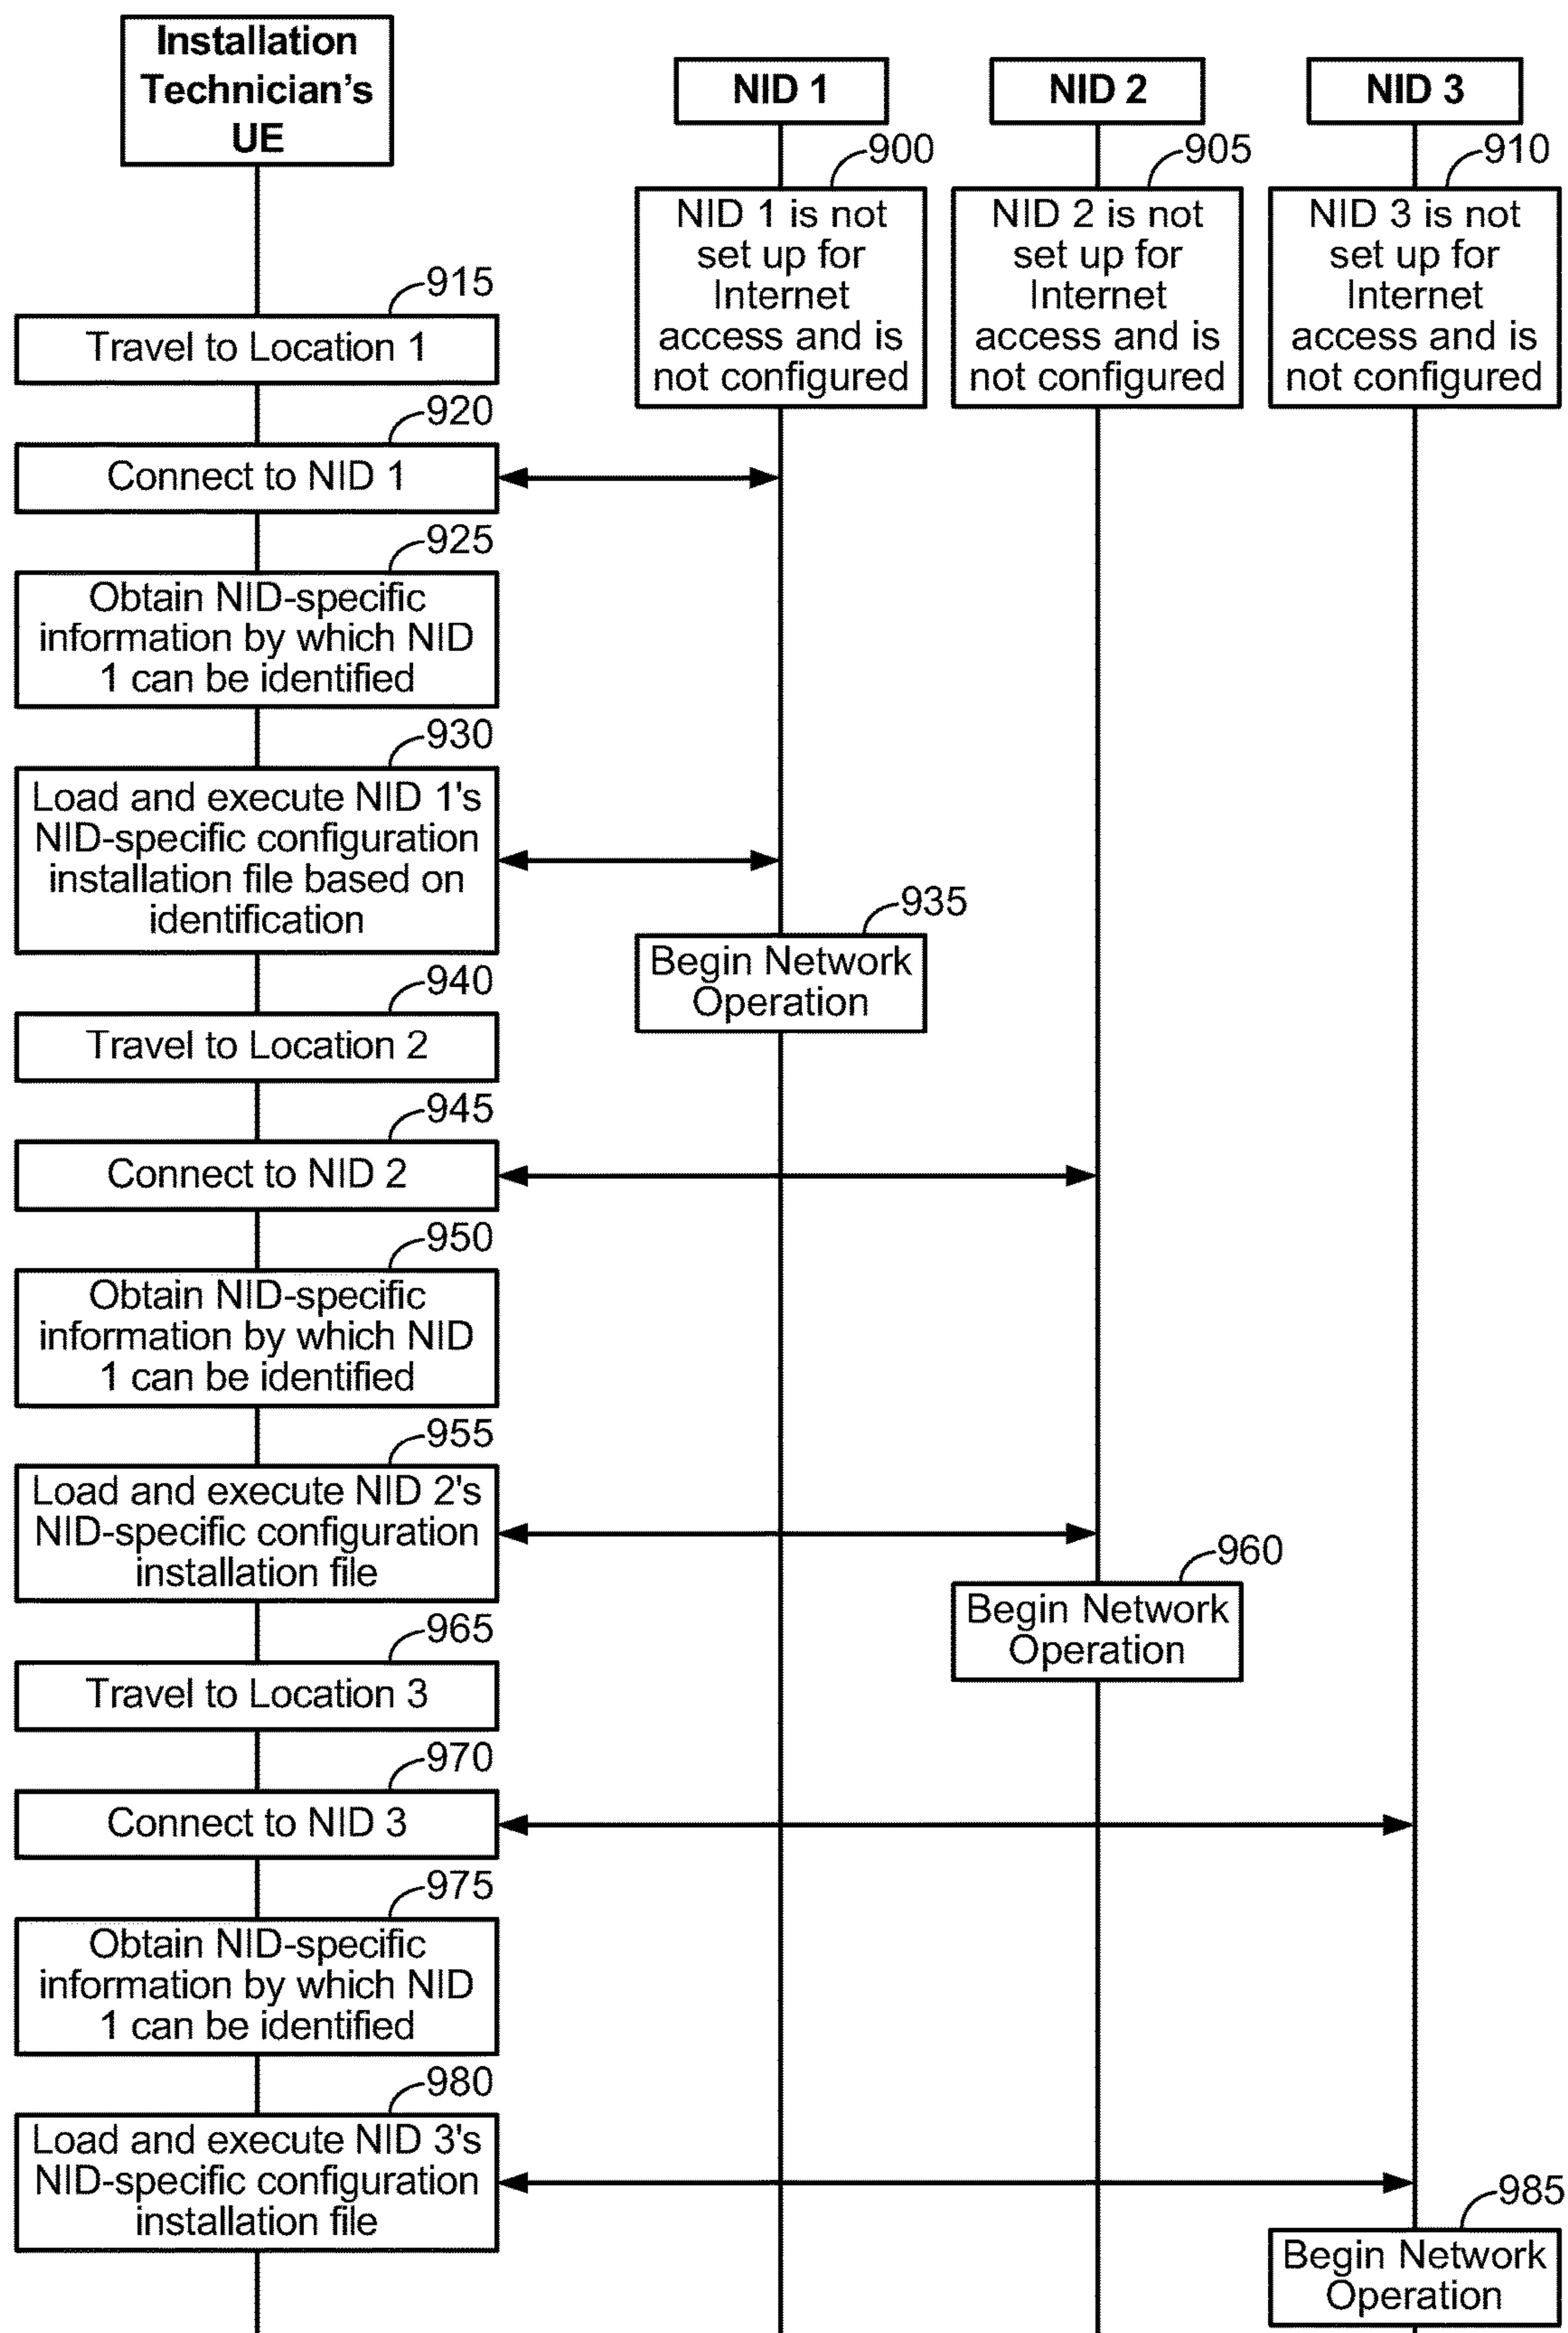 Installation
Technician's
UE
NID 1
NID 2
NID 3
900
905
910
NID 1 is not
set up for
Internet
access and is
not configured
NID 2 is not
set up for
Internet
access and is
not configured
NID 3 is not
set up for
Internet
access and is
not configured
915
Travel to Location 1
920
Connect to NID 1
925
Obtain NID-specific
information by which NID
1 can be identified
930
Load and execute NID 1's
NID-specific configuration
installation file based on
identification
935
Begin Network
Operation
940
Travel to Location 2
945
Connect to NID 2
950
Obtain NID-specific
information by which NID
1 can be identified
955
Load and execute NID 2's
NID-specific configuration
installation file
960
Begin Network
Operation
965
Travel to Location 3
970
Connect to NID 3
975
Obtain NID-specific
information by which NID
1 can be identified
980
Load and execute NID 3's
NID-specific configuration
installation file
985
Begin Network
Operation